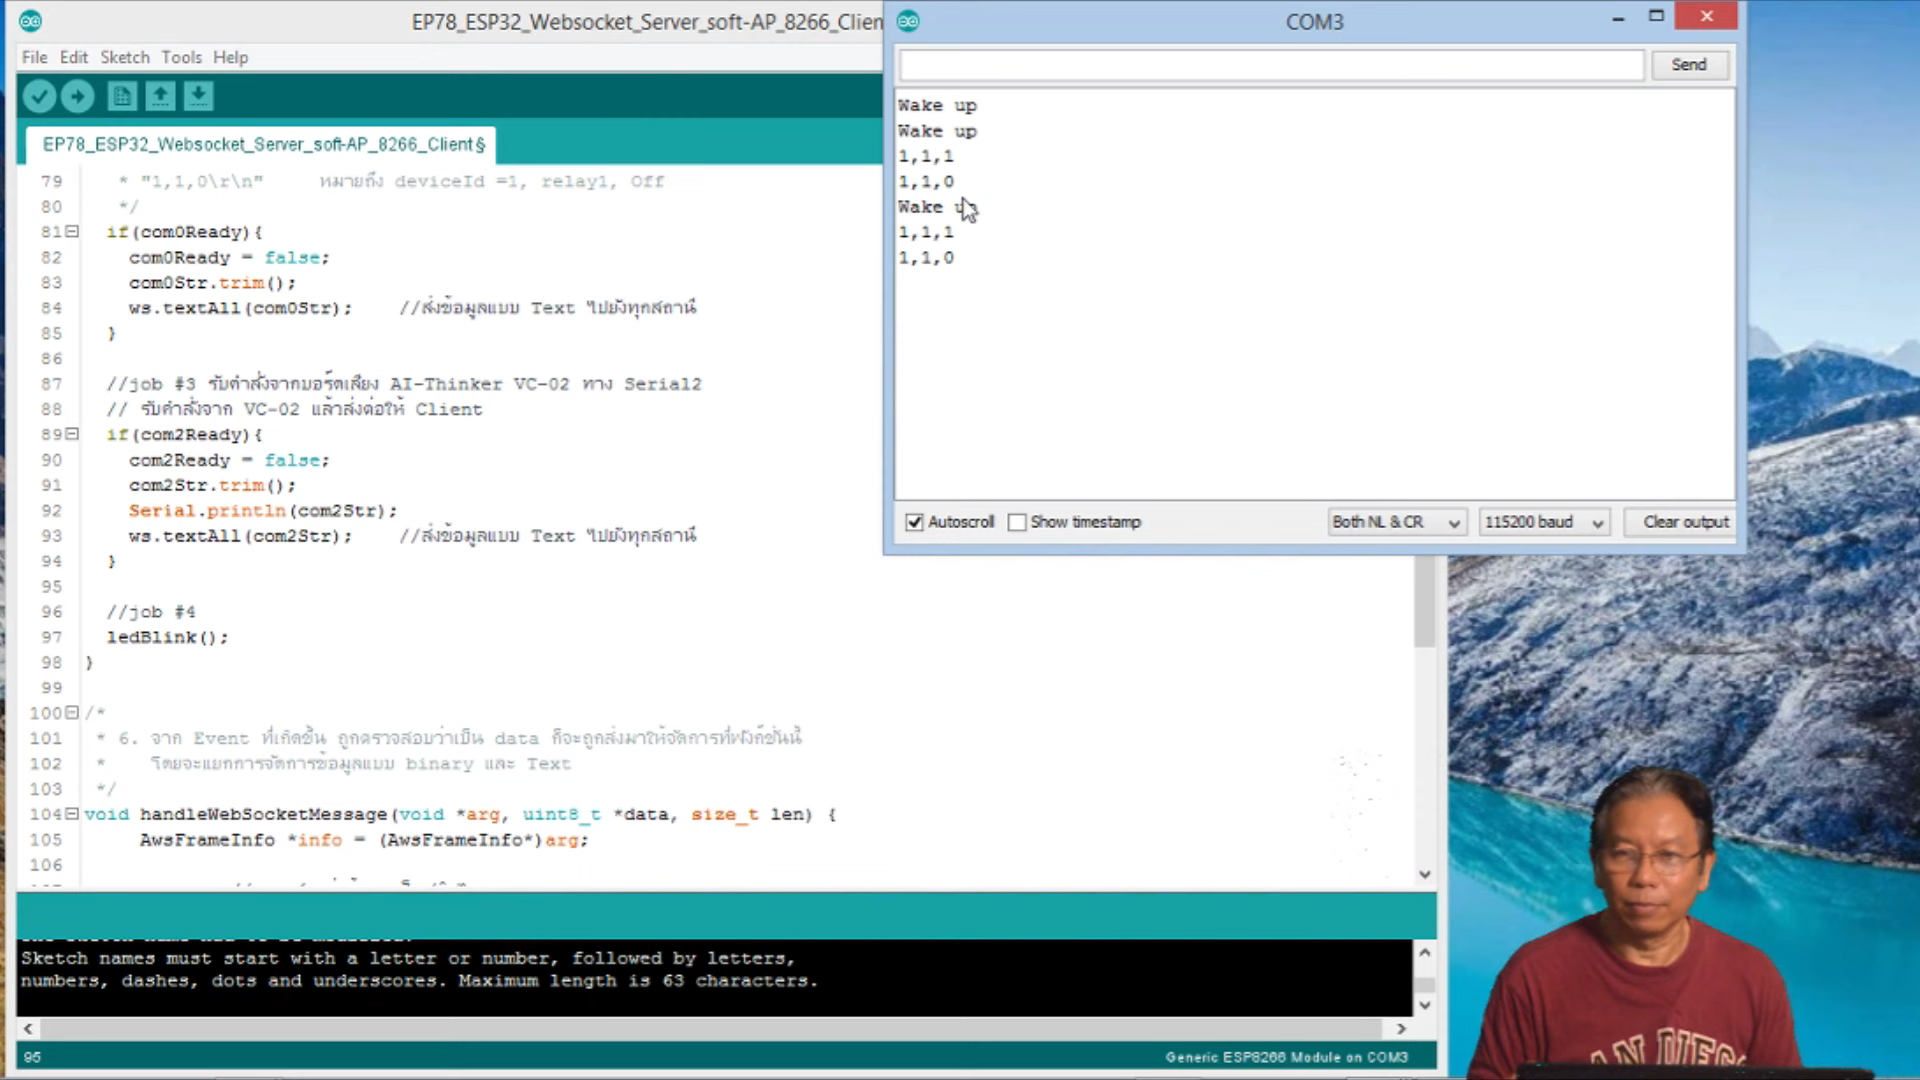 EP78_ESP32_Websocket_Server_soft-AP_8266_Clien
File Edit Sketch Tools Help
EP78_ESP32_Websocket_Server_soft-AP_8266_Client§
79 * "1,1,0\r\n" หมายถึง deviceId =1, relay1, Off
80 */
81 if(com0Ready){
82 com0Ready = false;
83 com0Str.trim();
84 ws.textAll(com0Str); //ส่งข้อมูลแบบ Text ไปยังทุกสถานี
85 }
86
87 //job #3 รับคำสั่งจากบอร์ดเสียง AI-Thinker VC-02 ทาง Serial2
88 // รับคำสั่งจาก VC-02 แล้วส่งต่อให้ Client
89 if(com2Ready){
90 com2Ready = false;
91 com2Str.trim();
92 Serial.println(com2Str);
93 ws.textAll(com2Str); //ส่งข้อมูลแบบ Text ไปยังทุกสถานี
94 }
95
96 //job #4
97 ledBlink();
98 }
99
100 /*
101 * 6. จาก Event ที่เกิดขึ้น ถูกตรวจสอบว่าเป็น data ก็จะถูกส่งมาให้จัดการที่ฟังก์ชันนี้
102 * โดยจะแยกการจัดการข้อมูลแบบ binary และ Text
103 */
104 void handleWebSocketMessage(void *arg, uint8_t *data, size_t len) {
105 AwsFrameInfo *info = (AwsFrameInfo*)arg;
106
Sketch names must start with a letter or number, followed by letters,
numbers, dashes, dots and underscores. Maximum length is 63 characters.
95
Generic ESP8266 Module on COM3
COM3
Send
Wake up
Wake up
1,1,1
1,1,0
Wake up
1,1,1
1,1,0
Autoscroll Show timestamp Both NL & CR 115200 baud Clear output
SAN DIEGO